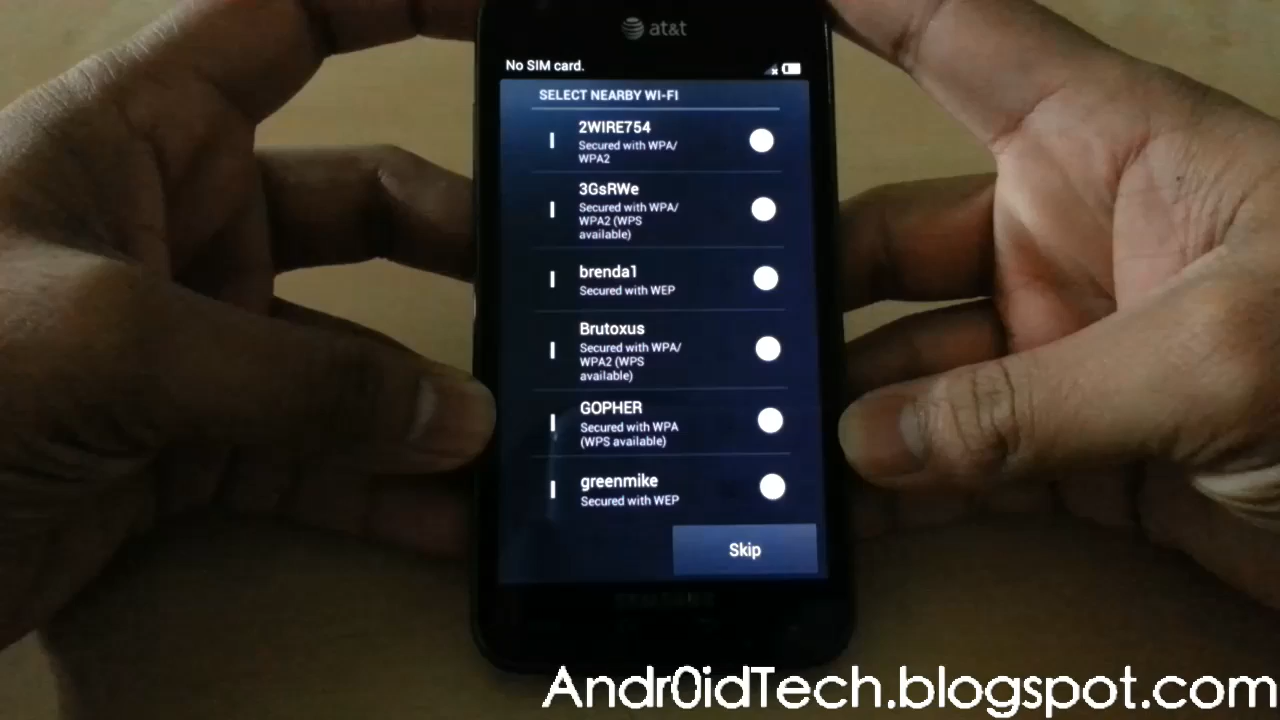 at&t
No SIM card.
SELECT NEARBY WI-FI
2WIRE754
Secured with WPA/
WPA2
3GsRWe
Secured with WPA/
WPA2 (WPS
available)
brenda1
Secured with WEP
Brutoxus
Secured with WPA/
WPA2 (WPS
available)
GOPHER
Secured with WPA
(WPS available)
greenmike
Secured with WEP
Skip
SAMSUNG
Andr0idTech.blogspot.com